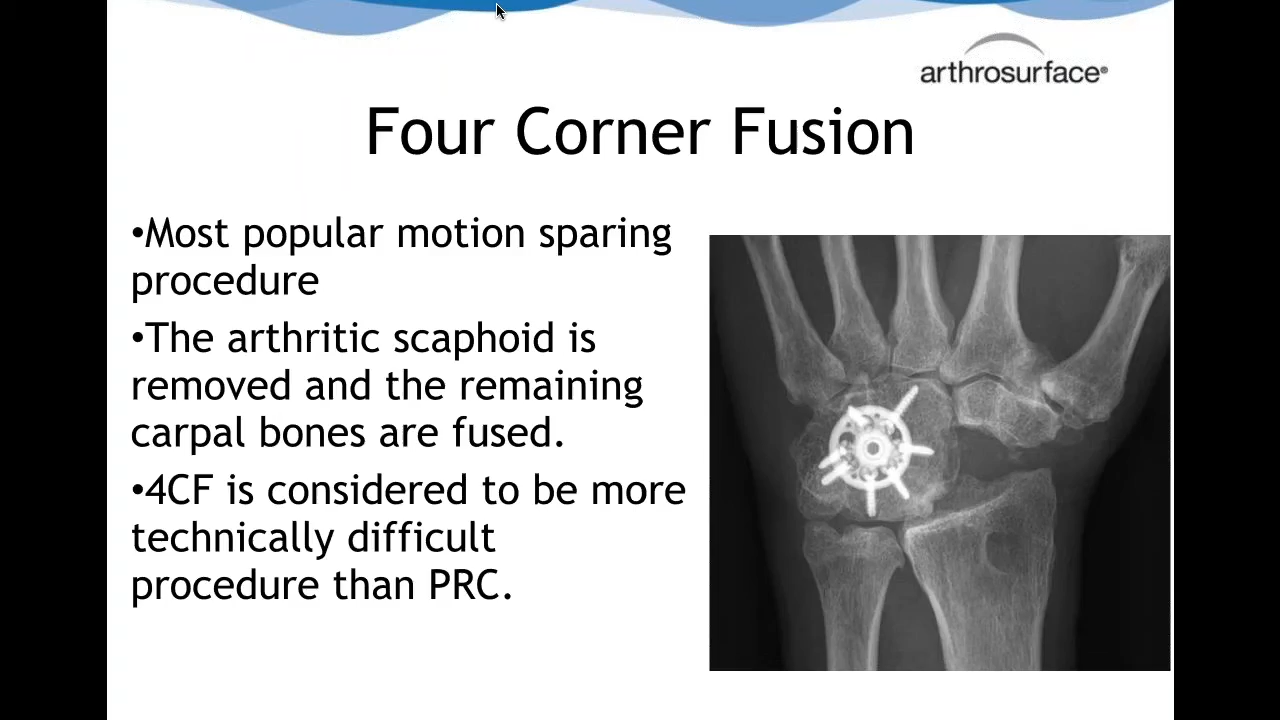 arthrosurface®
Four Corner Fusion
•Most popular motion sparing
procedure
•The arthritic scaphoid is
removed and the remaining
carpal bones are fused.
•4CF is considered to be more
technically difficult
procedure than PRC.